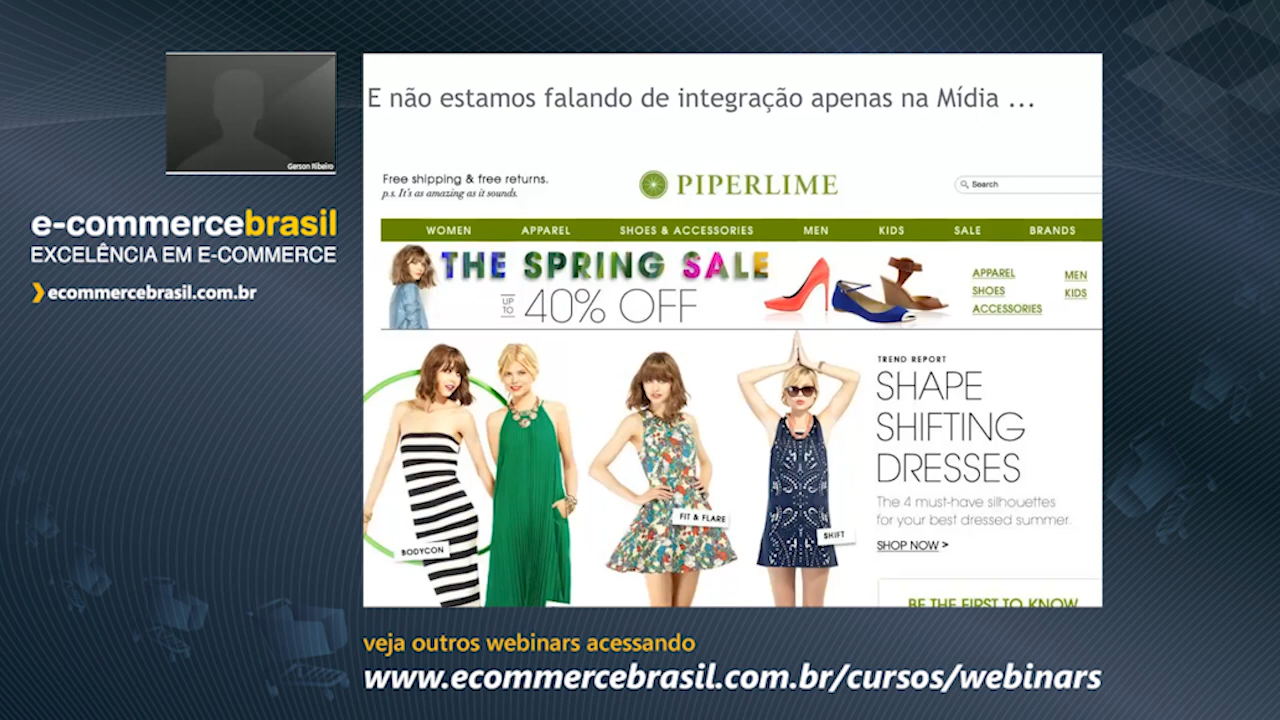 E não estamos falando de integração apenas na Mídia ...
Gerson Ribeiro
e-commercebrasil
EXCELÊNCIA EM E-COMMERCE
ecommercebrasil.com.br
Free shipping & free returns.
p.s. It's as amazing as it sounds.
PIPERLIME
Search
WOMEN APPAREL SHOES & ACCESSORIES MEN KIDS SALE BRANDS
THE SPRING SALE
UP TO 40% OFF
APPAREL
SHOES
ACCESSORIES
MEN
KIDS
TREND REPORT
SHAPE
SHIFTING
DRESSES
The 4 must-have silhouettes
for your best dressed summer.
SHOP NOW >
BODYCON
FIT & FLARE
SHIFT
BE THE FIRST TO KNOW
veja outros webinars acessando
www.ecommercebrasil.com.br/cursos/webinars